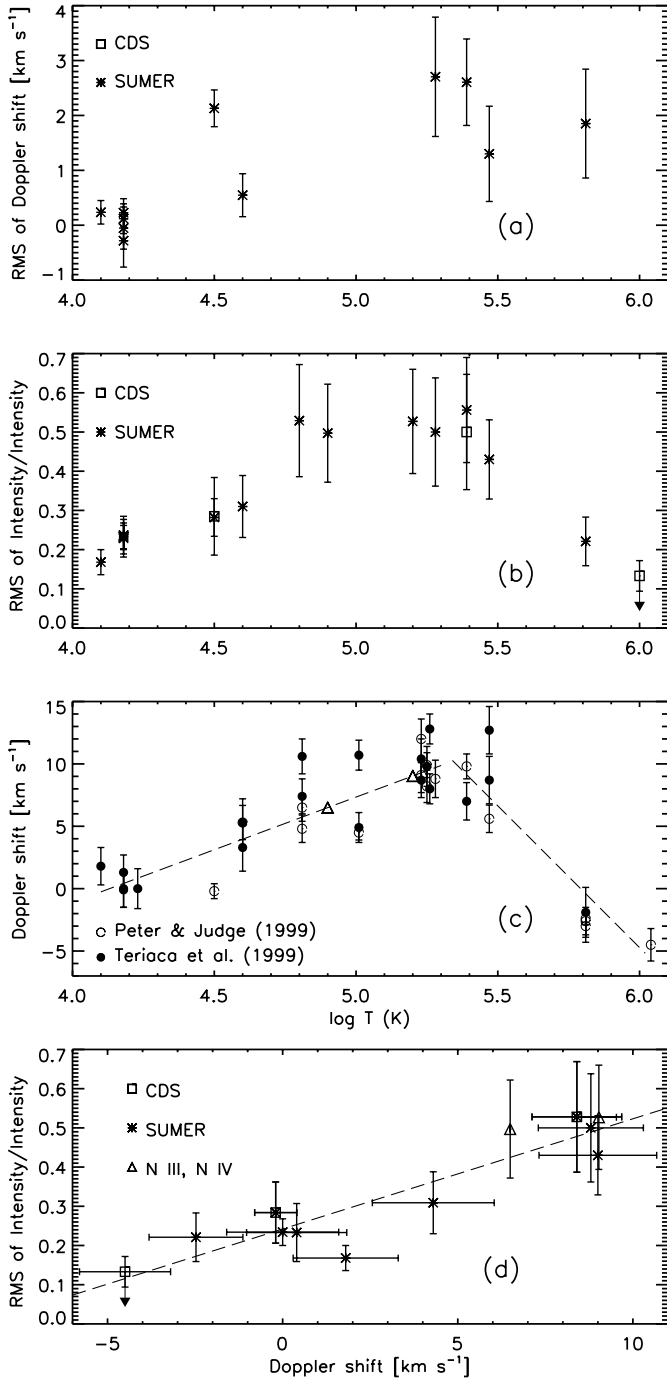 RMS of Doppler shift [km s⁻¹]
4
3
2
1
0
−1
CDS
SUMER
(a)
4.0 4.5 5.0 5.5 6.0
RMS of Intensity/Intensity
0.7
0.6
0.5
0.4
0.3
0.2
0.1
0.0
CDS
SUMER
(b)
4.0 4.5 5.0 5.5 6.0
Doppler shift [km s⁻¹]
15
10
5
0
−5
Peter & Judge (1999)
Teriaca et al. (1999)
(c)
4.0 4.5 5.0 5.5 6.0
log T (K)
RMS of Intensity/Intensity
0.7
0.6
0.5
0.4
0.3
0.2
0.1
0.0
CDS
SUMER
N III, N IV
(d)
−5 0 5 10
Doppler shift [km s⁻¹]